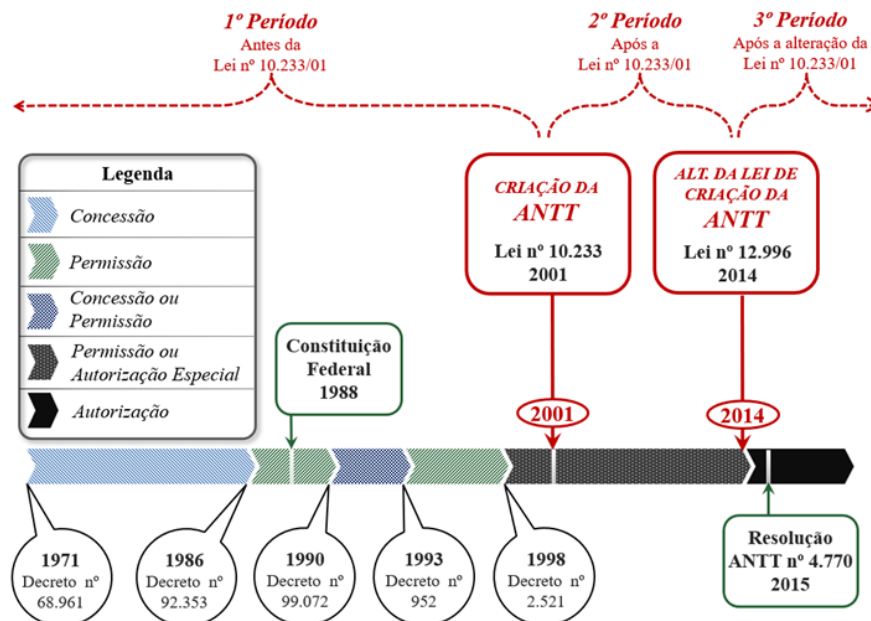 1º Período
Antes da
Lei nº 10.233/01
2º Período
Após a
Lei nº 10.233/01
3º Período
Após a alteração da
Lei nº 10.233/01
Legenda
Concessão
Permissão
Concessão ou
Permissão
Permissão ou
Autorização Especial
Autorização
CRIAÇÃO DA
ANTT
Lei nº 10.233
2001
ALT. DA LEI DE
CRIAÇÃO DA
ANTT
Lei nº 12.996
2014
Constituição
Federal
1988
2001
2014
1971
Decreto nº
68.961
1986
Decreto nº
92.353
1990
Decreto nº
99.072
1993
Decreto nº
952
1998
Decreto nº
2.521
Resolução
ANTT nº 4.770
2015